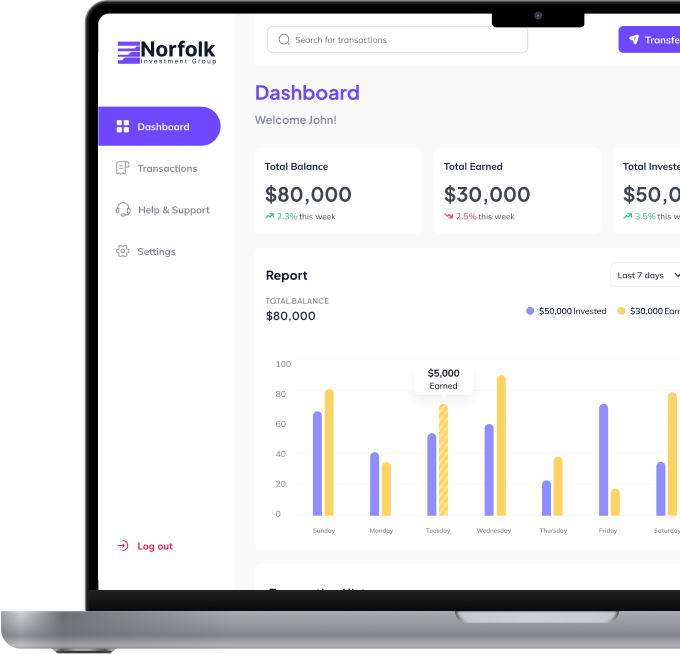 Norfolk
Investment Group
Search for transactions
Transfe
Dashboard
Welcome John!
Dashboard
Transactions
Help & Support
Settings
Log out
Total Balance
$80,000
2.3% this week
Total Earned
$30,000
2.5% this week
Total Investe
$50,0
3.5% this w
Report
Last 7 days
TOTAL BALANCE
$80,000
$50,000 Invested
$30,000 Earn
100
80
60
40
20
0
$5,000
Earned
Sunday
Monday
Tuesday
Wednesday
Thursday
Friday
Saturday